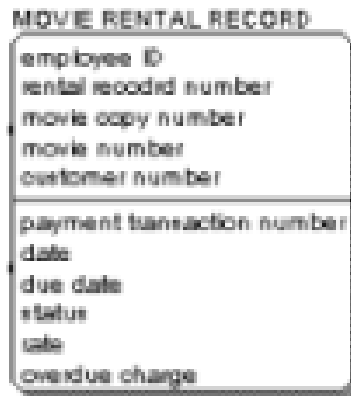 MOVIE RENTAL RECORD
employee ID
rental recodrd number
movie copy number
movie number
customer number
payment transaction number
date
due date
status
rate
overdue charge